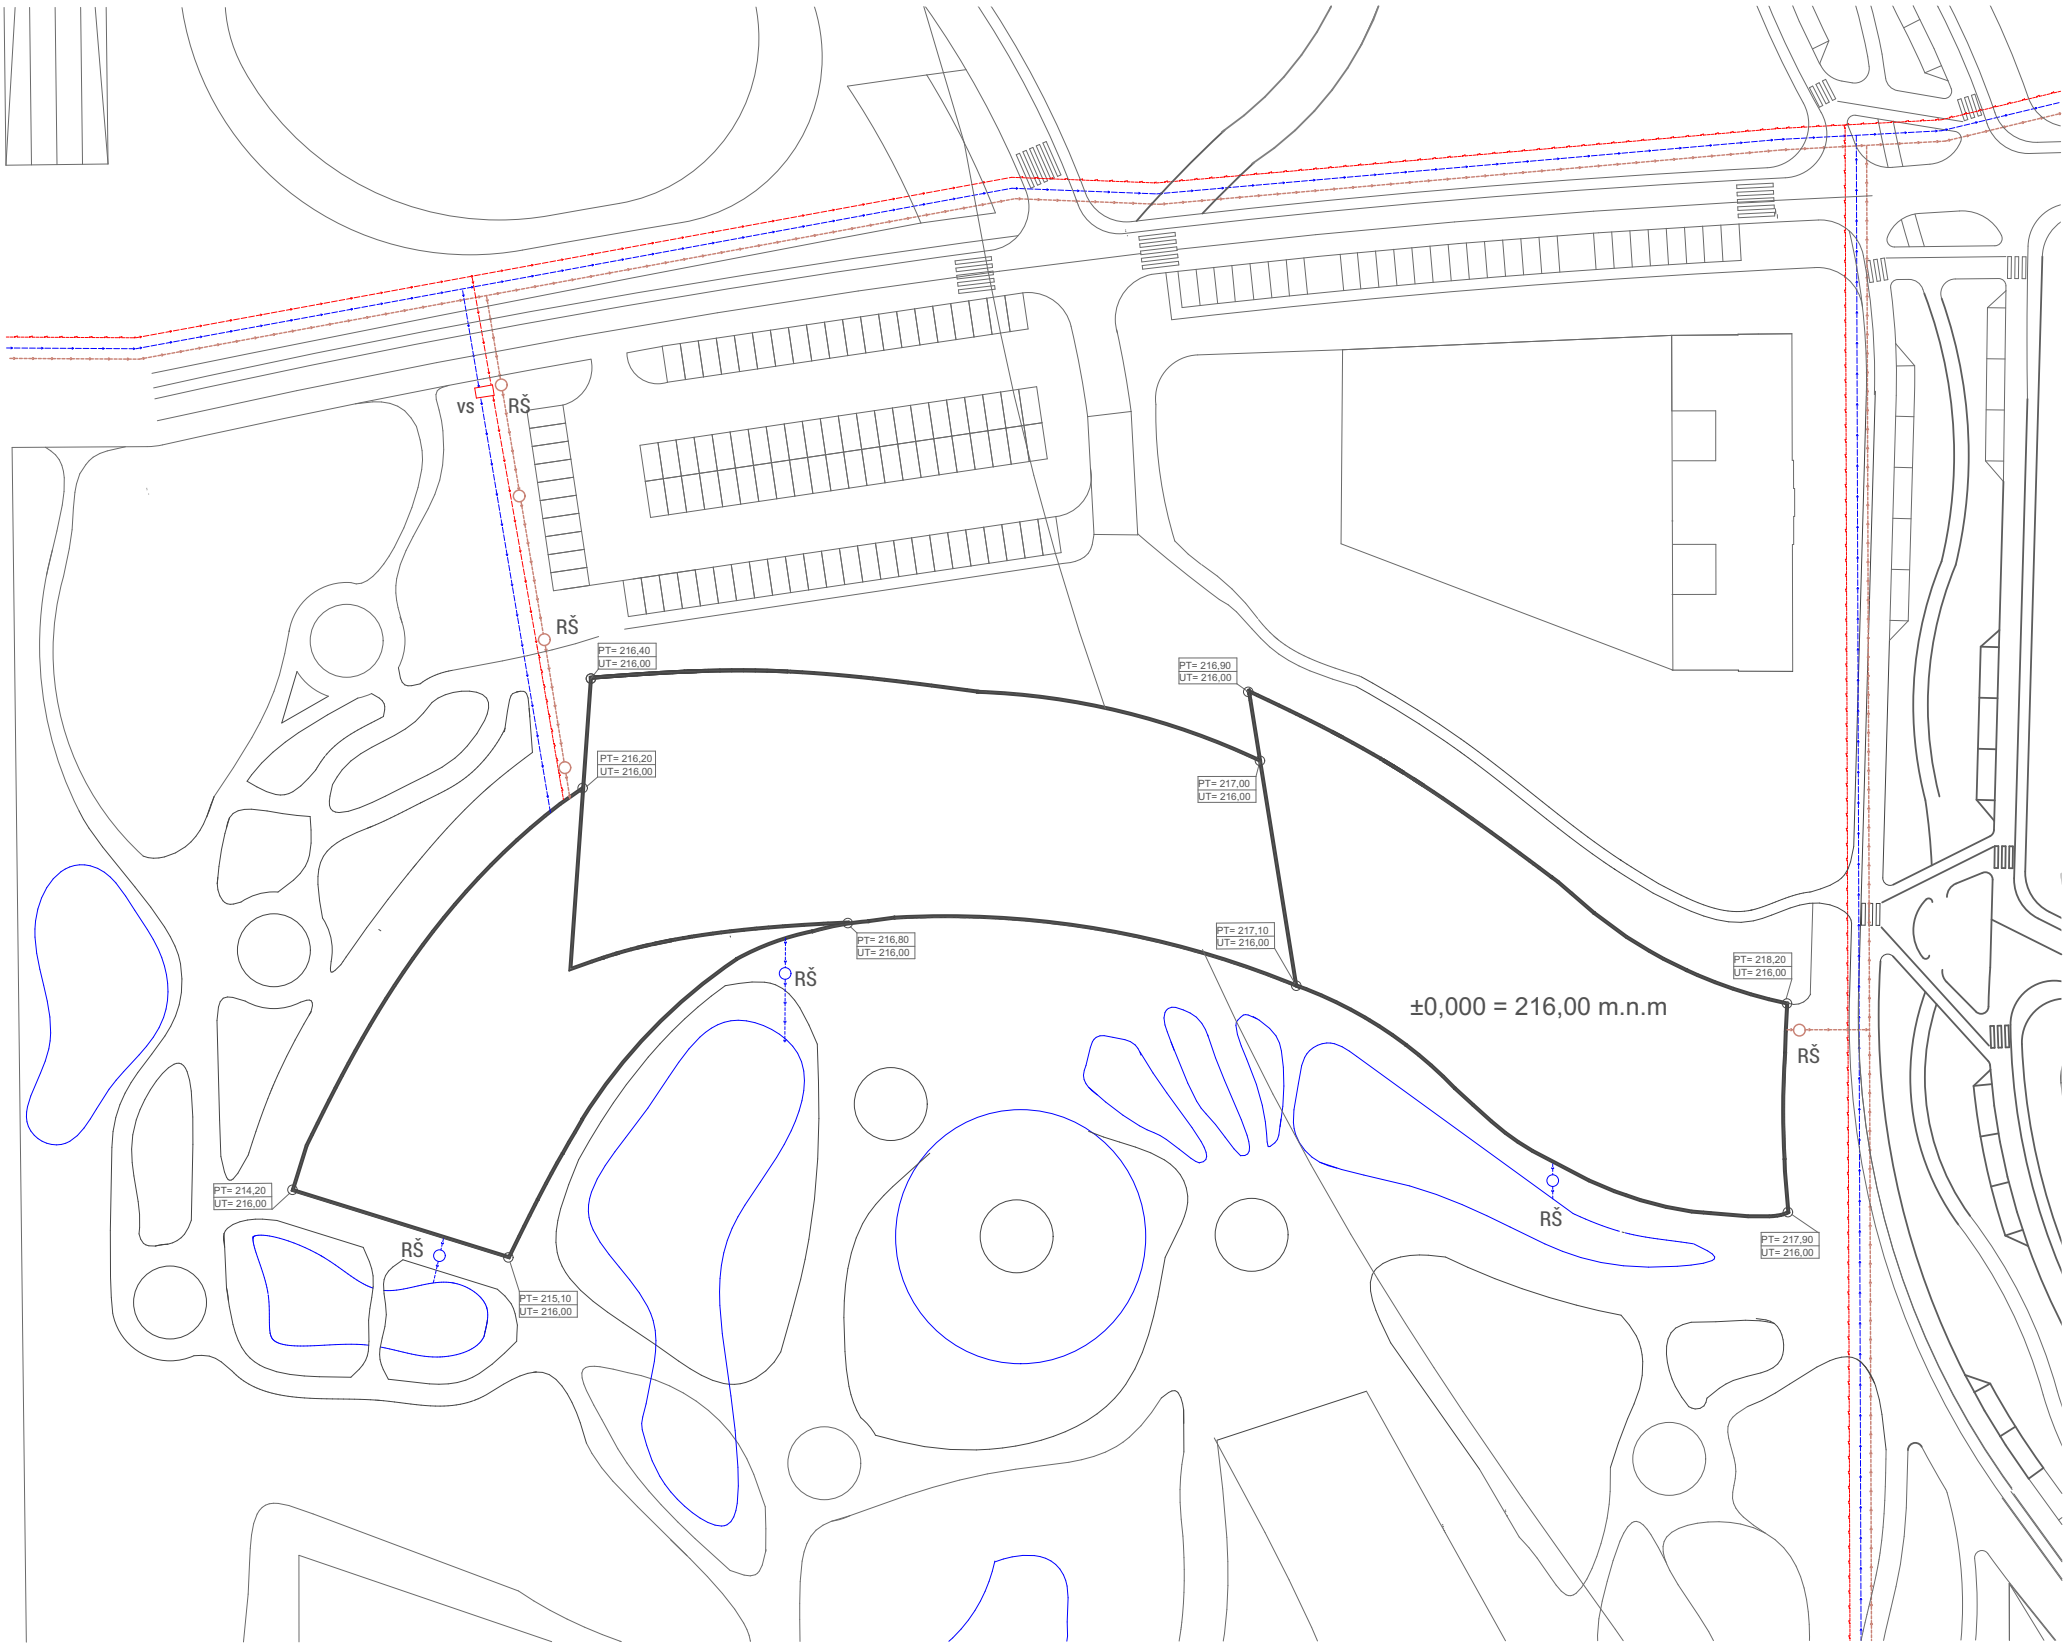 vs
RŠ
RŠ
PT= 216,40
UT= 216,00
PT= 216,90
UT= 216,00
PT= 216,20
UT= 216,00
PT= 217,00
UT= 216,00
PT= 216,80
UT= 216,00
PT= 217,10
UT= 216,00
PT= 218,20
UT= 216,00
RŠ
±0,000 = 216,00 m.n.m
RŠ
PT= 214,20
UT= 216,00
RŠ
RŠ
PT= 217,90
UT= 216,00
PT= 215,10
UT= 216,00